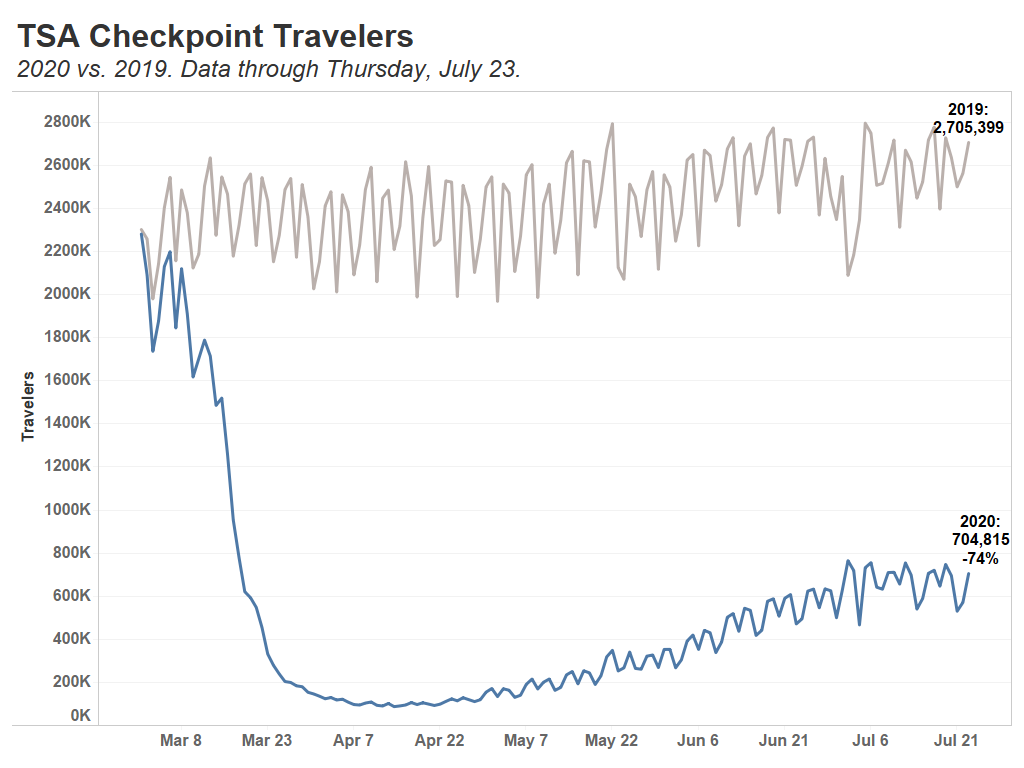 TSA Checkpoint Travelers
2020 vs. 2019. Data through Thursday, July 23.
2019:
2,705,399
2800K
2600K
2400K
2200K
2000K
1800K
1600K
1400K
1200K
1000K
800K
600K
400K
200K
0K
Travelers
2020:
704,815
-74%
Mar 8 Mar 23 Apr 7 Apr 22 May 7 May 22 Jun 6 Jun 21 Jul 6 Jul 21